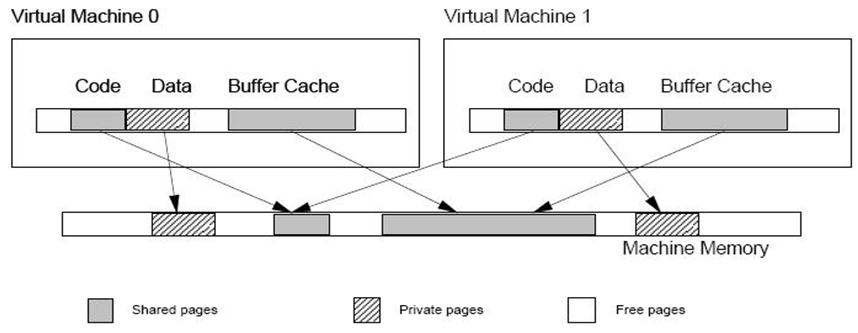 Virtual Machine 0
Virtual Machine 1
Code Data Buffer Cache
Code Data Buffer Cache
Machine Memory
Shared pages
Private pages
Free pages